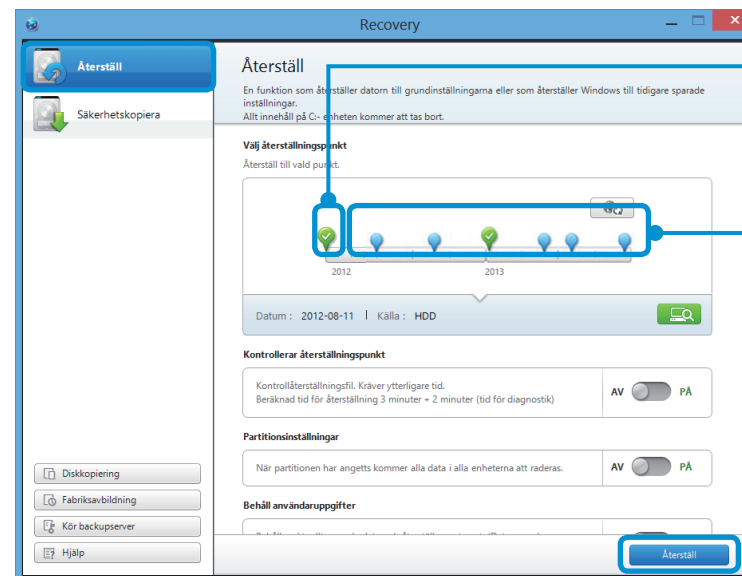 Recovery
Återställ
Säkerhetskopiera
Diskkopiering
Fabriksavbildning
Kör backupserver
Hjälp
Återställ
En funktion som återställer datorn till grundinställningarna eller som återställer Windows till tidigare sparade
inställningar.
Allt innehåll på C:- enheten kommer att tas bort.
Välj återställningspunkt
Återställ till vald punkt.
2012
2013
Datum : 2012-08-11 | Källa : HDD
Kontrollerar återställningspunkt
Kontrollåterställningsfil. Kräver ytterligare tid.
Beräknad tid för återställning 3 minuter + 2 minuter (tid för diagnostik)
AV PÅ
Partitionsinställningar
När partitionen har angetts kommer alla data i alla enheterna att raderas.
AV PÅ
Behåll användaruppgifter
Återställ